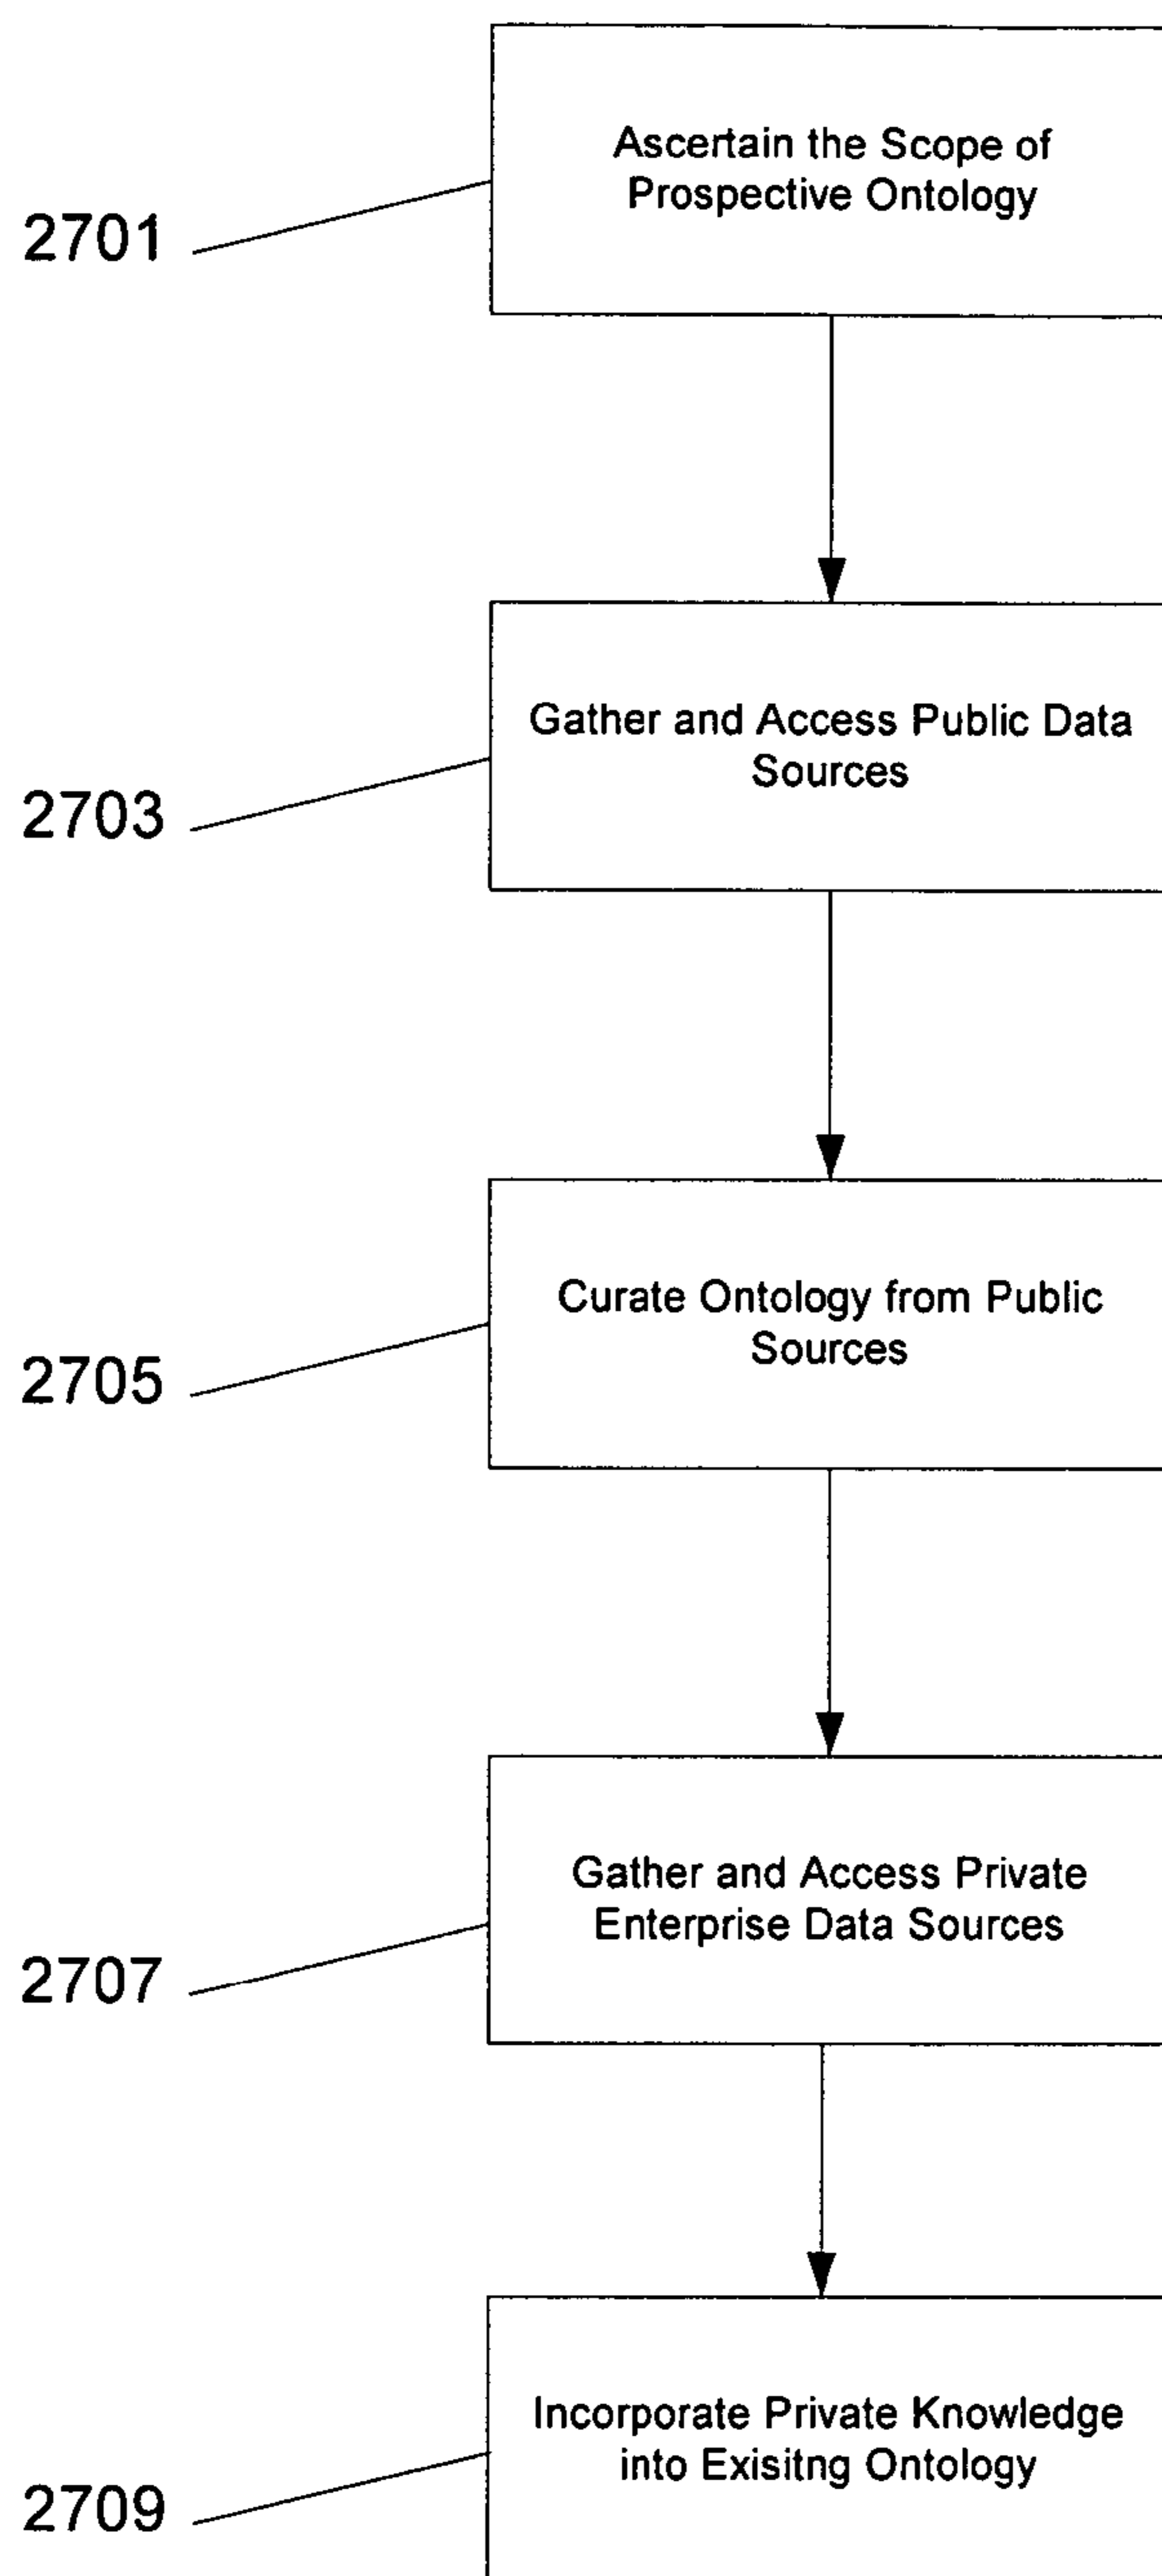 Ascertain the Scope of
Prospective Ontology
2701
Gather and Access Public Data
Sources
2703
Curate Ontology from Public
Sources
2705
Gather and Access Private
Enterprise Data Sources
2707
Incorporate Private Knowledge
into Exisitng Ontology
2709